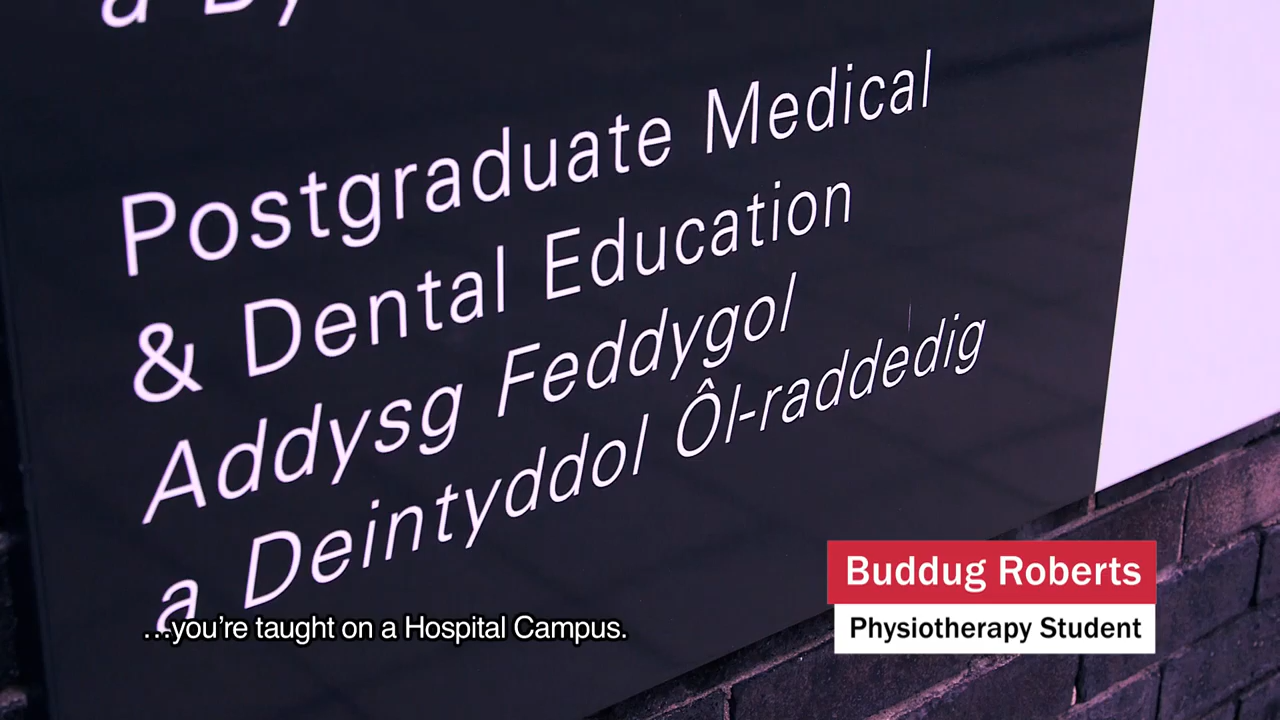 Postgraduate Medical
& Dental Education
Addysg Feddygol
a Deintyddol Ôl-raddedig
…you're taught on a Hospital Campus.
Buddug Roberts
Physiotherapy Student